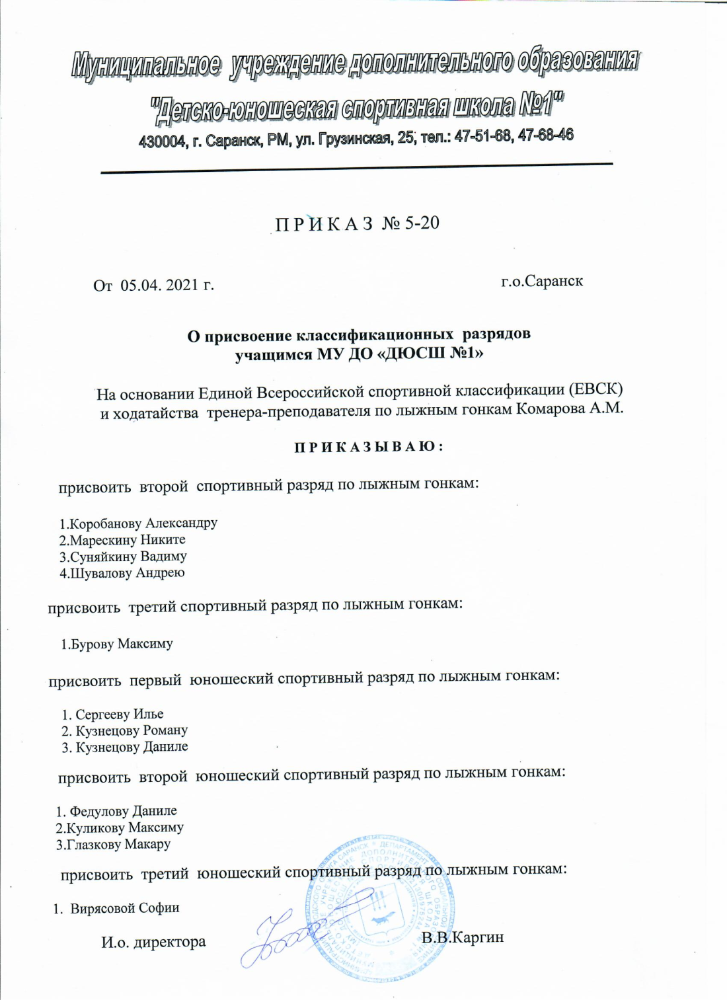 Муниципальное учреждение дополнительного образования
"Детско-юношеская спортивная школа №1"
430004, г. Саранск, РМ, ул. Грузинская, 25; тел.: 47-51-68, 47-68-46
П Р И К А З № 5-20
От 05.04. 2021 г. г.о.Саранск
О присвоение классификационных разрядов
учащимся МУ ДО «ДЮСШ №1»
На основании Единой Всероссийской спортивной классификации (ЕВСК)
и ходатайства тренера-преподавателя по лыжным гонкам Комарова А.М.
П Р И К А З Ы В А Ю :
присвоить второй спортивный разряд по лыжным гонкам:
1.Коробанову Александру
2.Марескину Никите
3.Суняйкину Вадиму
4.Шувалову Андрею
присвоить третий спортивный разряд по лыжным гонкам:
1.Бурову Максиму
присвоить первый юношеский спортивный разряд по лыжным гонкам:
1. Сергееву Илье
2. Кузнецову Роману
3. Кузнецову Даниле
присвоить второй юношеский спортивный разряд по лыжным гонкам:
1. Федулову Даниле
2.Куликову Максиму
3.Глазкову Макару
присвоить третий юношеский спортивный разряд по лыжным гонкам:
1. Вирясовой Софии
И.о. директора В.В.Каргин